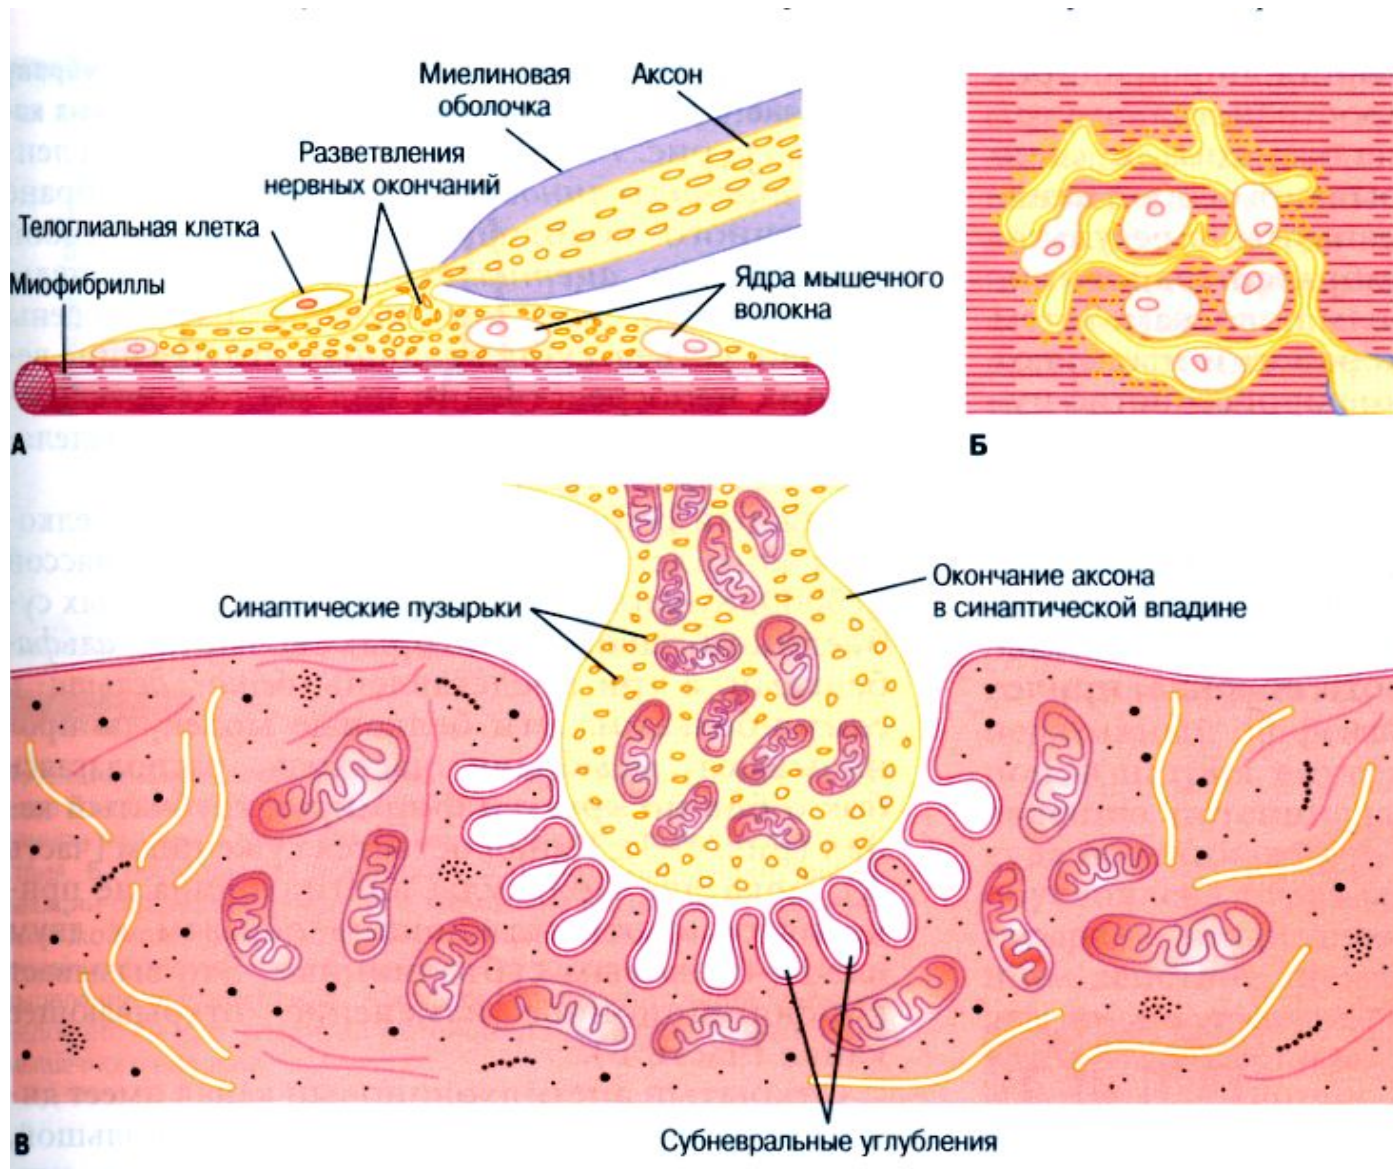 Миелиновая
оболочка
Аксон
Разветвления
нервных окончаний
Телоглиальная клетка
Миофибриллы
Ядра мышечного
волокна
А
Б
Синаптические пузырьки
Окончание аксона
в синаптической впадине
Субневральные углубления
В